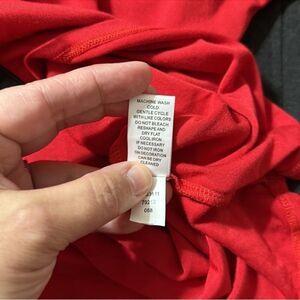 MACHINE WASH
COLD
GENTLE CYCLE
WITH LIKE COLORS
DO NOT BLEACH
RESHAPE AND
DRY FLAT
COOL IRON
IF NECESSARY
DO NOT IRON
ON DECORATION
CAN BE DRY
CLEANED
068